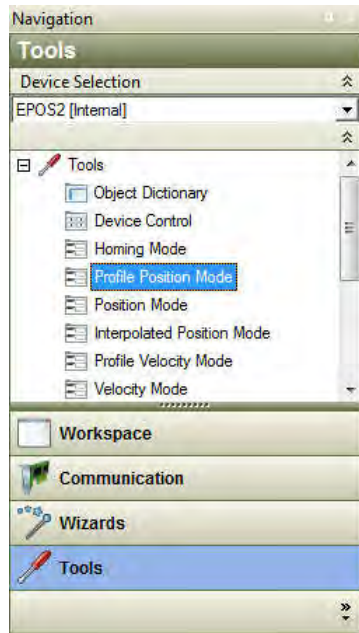 Navigation
Tools
Device Selection
EPOS2 [Internal]
Tools
Object Dictionary
Device Control
Homing Mode
Profile Position Mode
Position Mode
Interpolated Position Mode
Profile Velocity Mode
Velocity Mode
Workspace
Communication
Wizards
Tools